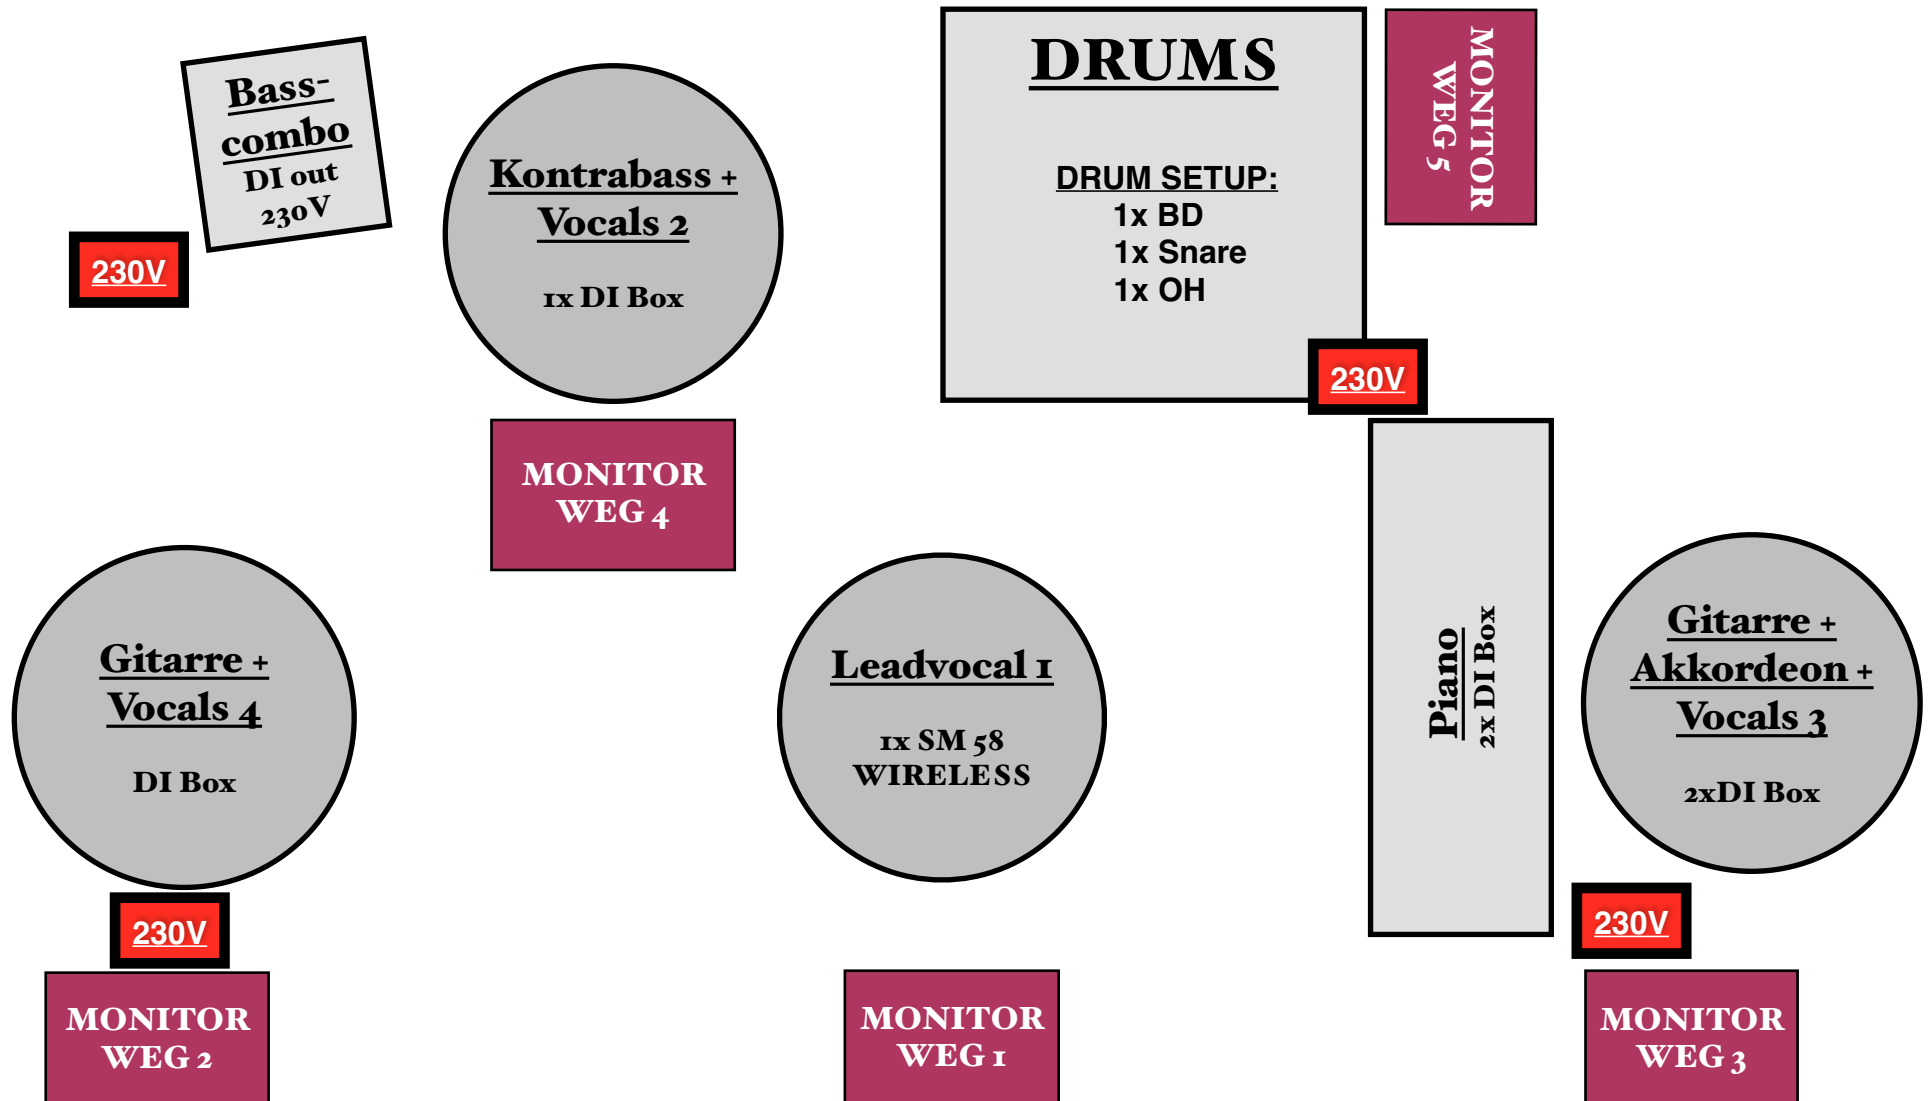 Bass-
combo
DI out
230V
230V
Kontrabass +
Vocals 2
1x DI Box
MONITOR
WEG 4
DRUMS
DRUM SETUP:
1x BD
1x Snare
1x OH
230V
MONITOR
WEG 5
Gitarre +
Vocals 4
DI Box
230V
MONITOR
WEG 2
Leadvocal 1
1x SM 58
WIRELESS
MONITOR
WEG 1
Piano
2x DI Box
Gitarre +
Akkordeon +
Vocals 3
2xDI Box
230V
MONITOR
WEG 3